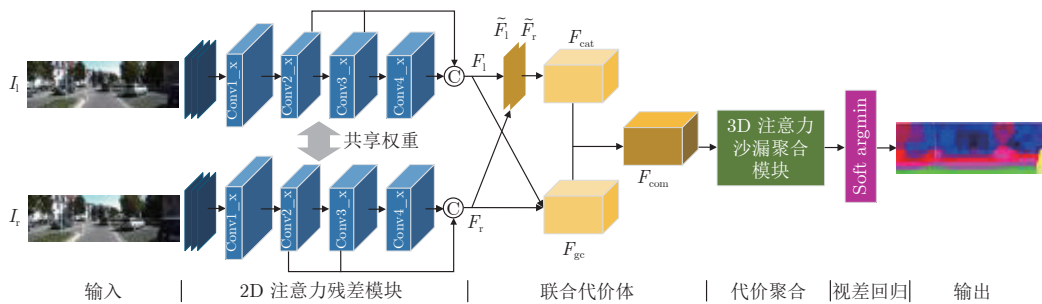 I_l
Conv1_x
Conv2_x
Conv3_x
Conv4_x
C
F_l
F̃_l
F̃_r
F_cat
共享权重
F_com
3D 注意力
沙漏聚合
模块
Soft argmin
I_r
Conv1_x
Conv2_x
Conv3_x
Conv4_x
C
F_r
F_gc
输入
2D 注意力残差模块
联合代价体
代价聚合
视差回归
输出